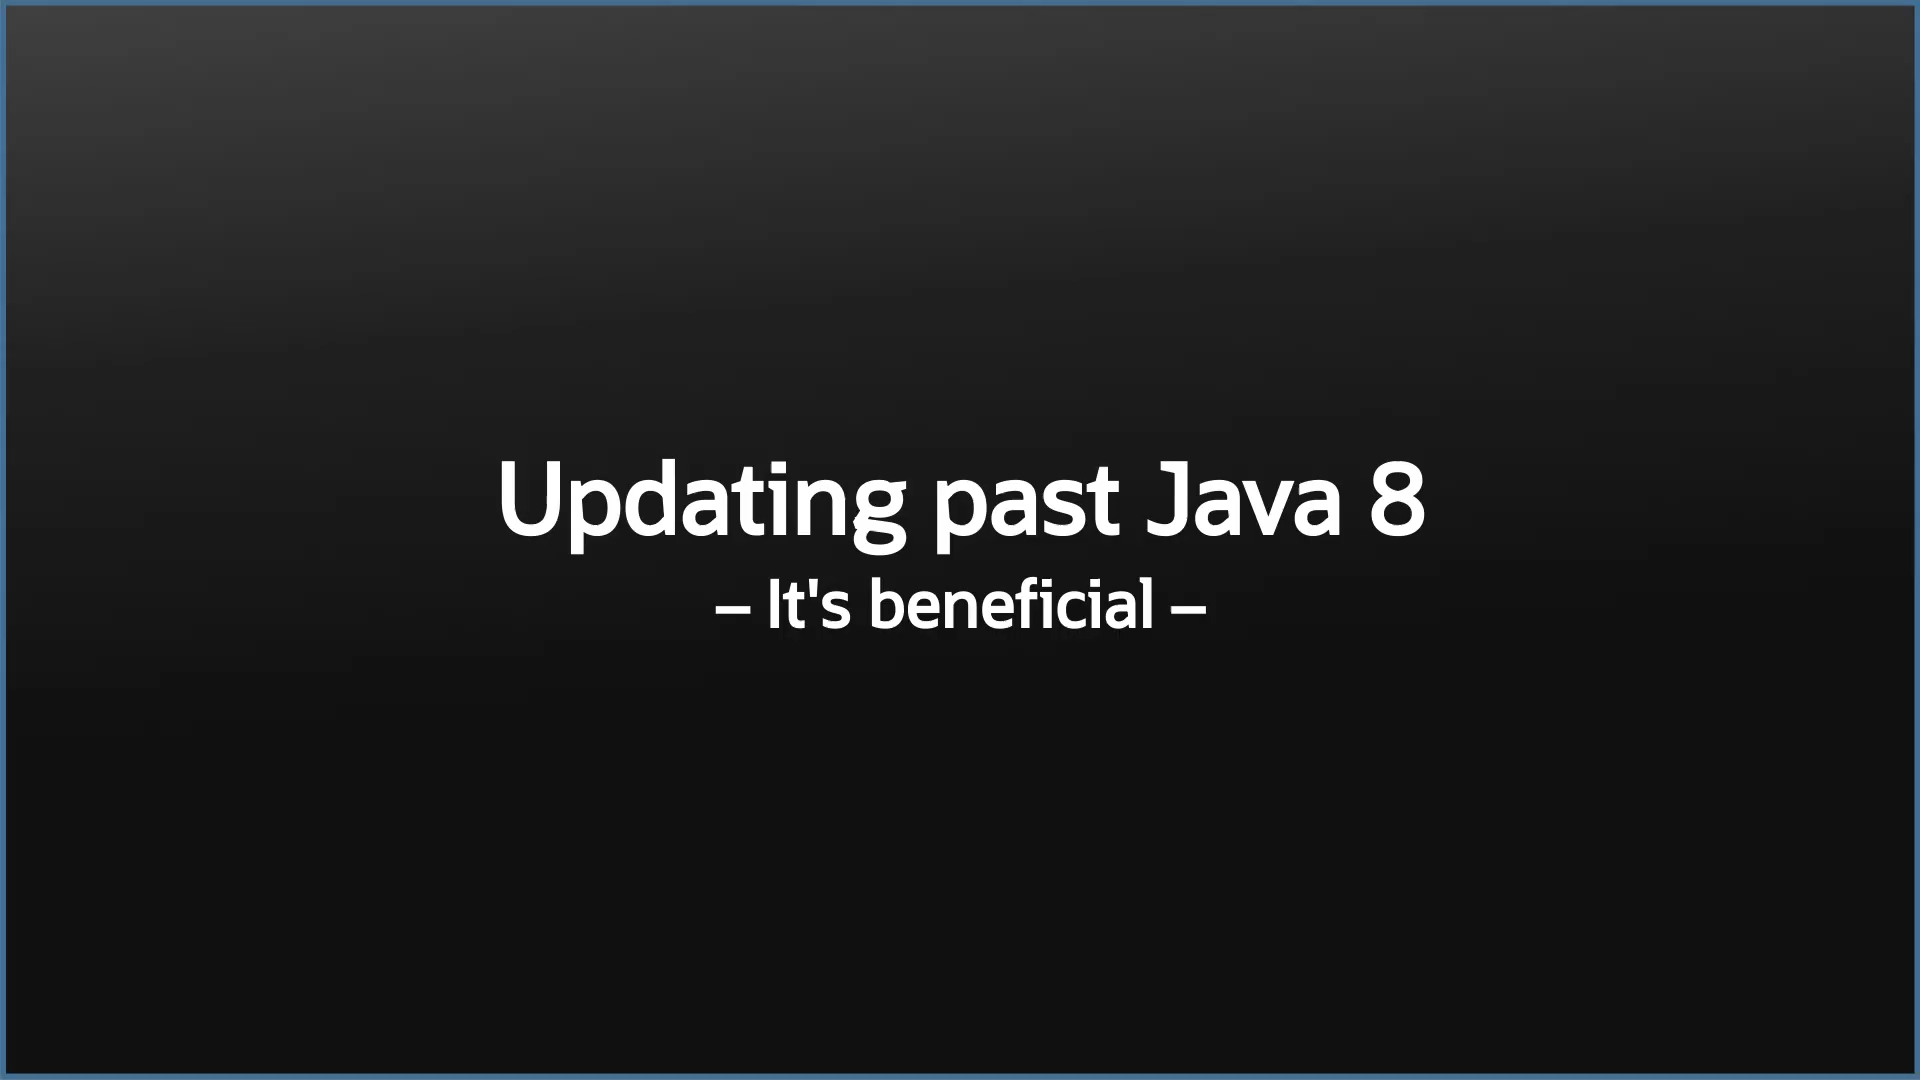 Updating past Java 8
– It's beneficial –